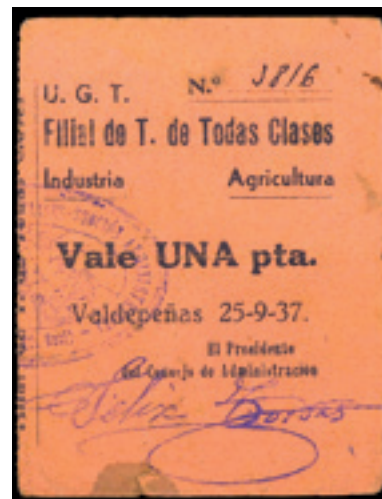 U. G. T. N.º 3816
Filial de T. de Todas Clases
Industria Agricultura
Vale UNA pta.
Valdepeñas 25-9-37.
El Presidente
del Consejo de Administración
Félix